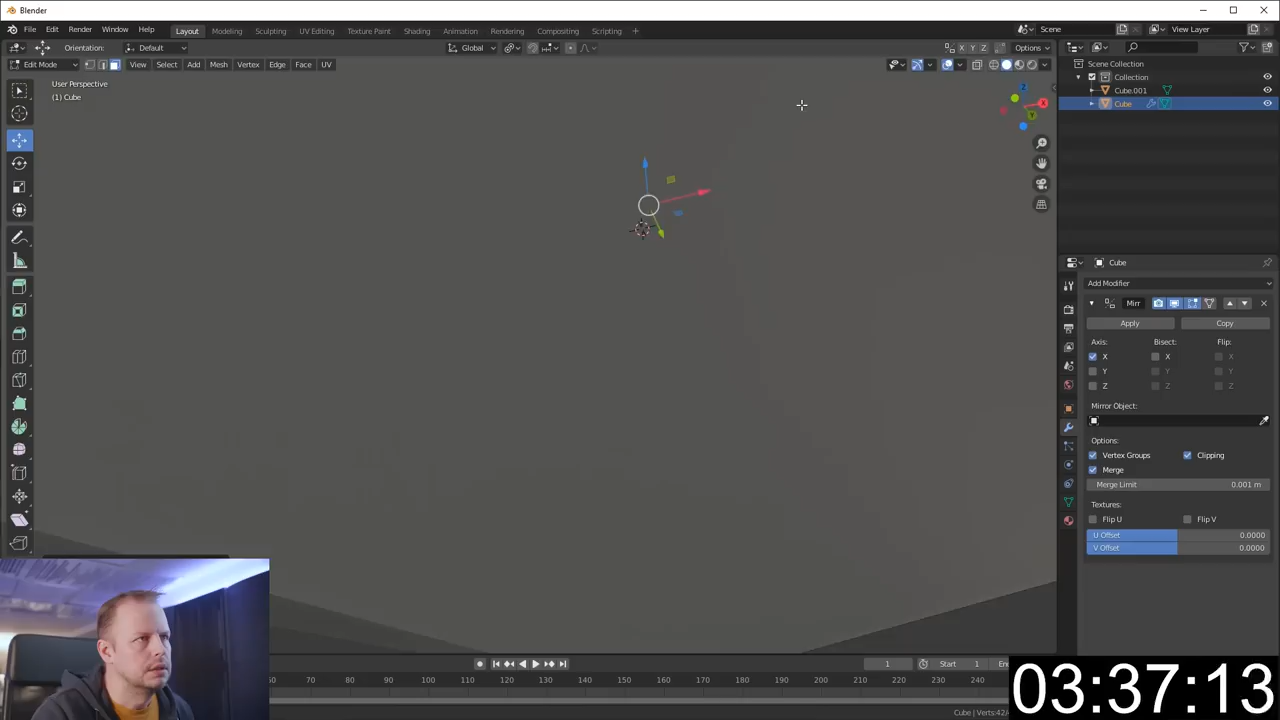 Blender
File Edit Render Window Help
Layout Modeling Sculpting UV Editing Texture Paint Shading Animation Rendering Compositing Scripting +
Scene
View Layer
Orientation: Default
Global
X Y Z
Options
Edit Mode
View Select Add Mesh Vertex Edge Face UV
User Perspective
(1) Cube
Scene Collection
Collection
Cube.001
Cube
X
Y
Cube
Add Modifier
Mirr
Apply Copy
Axis: Bisect: Flip:
X X X
Y Y Y
Z Z Z
Mirror Object:
Options:
Vertex Groups Clipping
Merge
Merge Limit 0.001 m
Textures:
Flip U Flip V
U Offset 0.0000
V Offset 0.0000
1 Start 1
60 70 80 90 100 110 120 130 140 150 160 170 180 190 200 210 220 230 240
03:37:13
Cube | Verts:42/